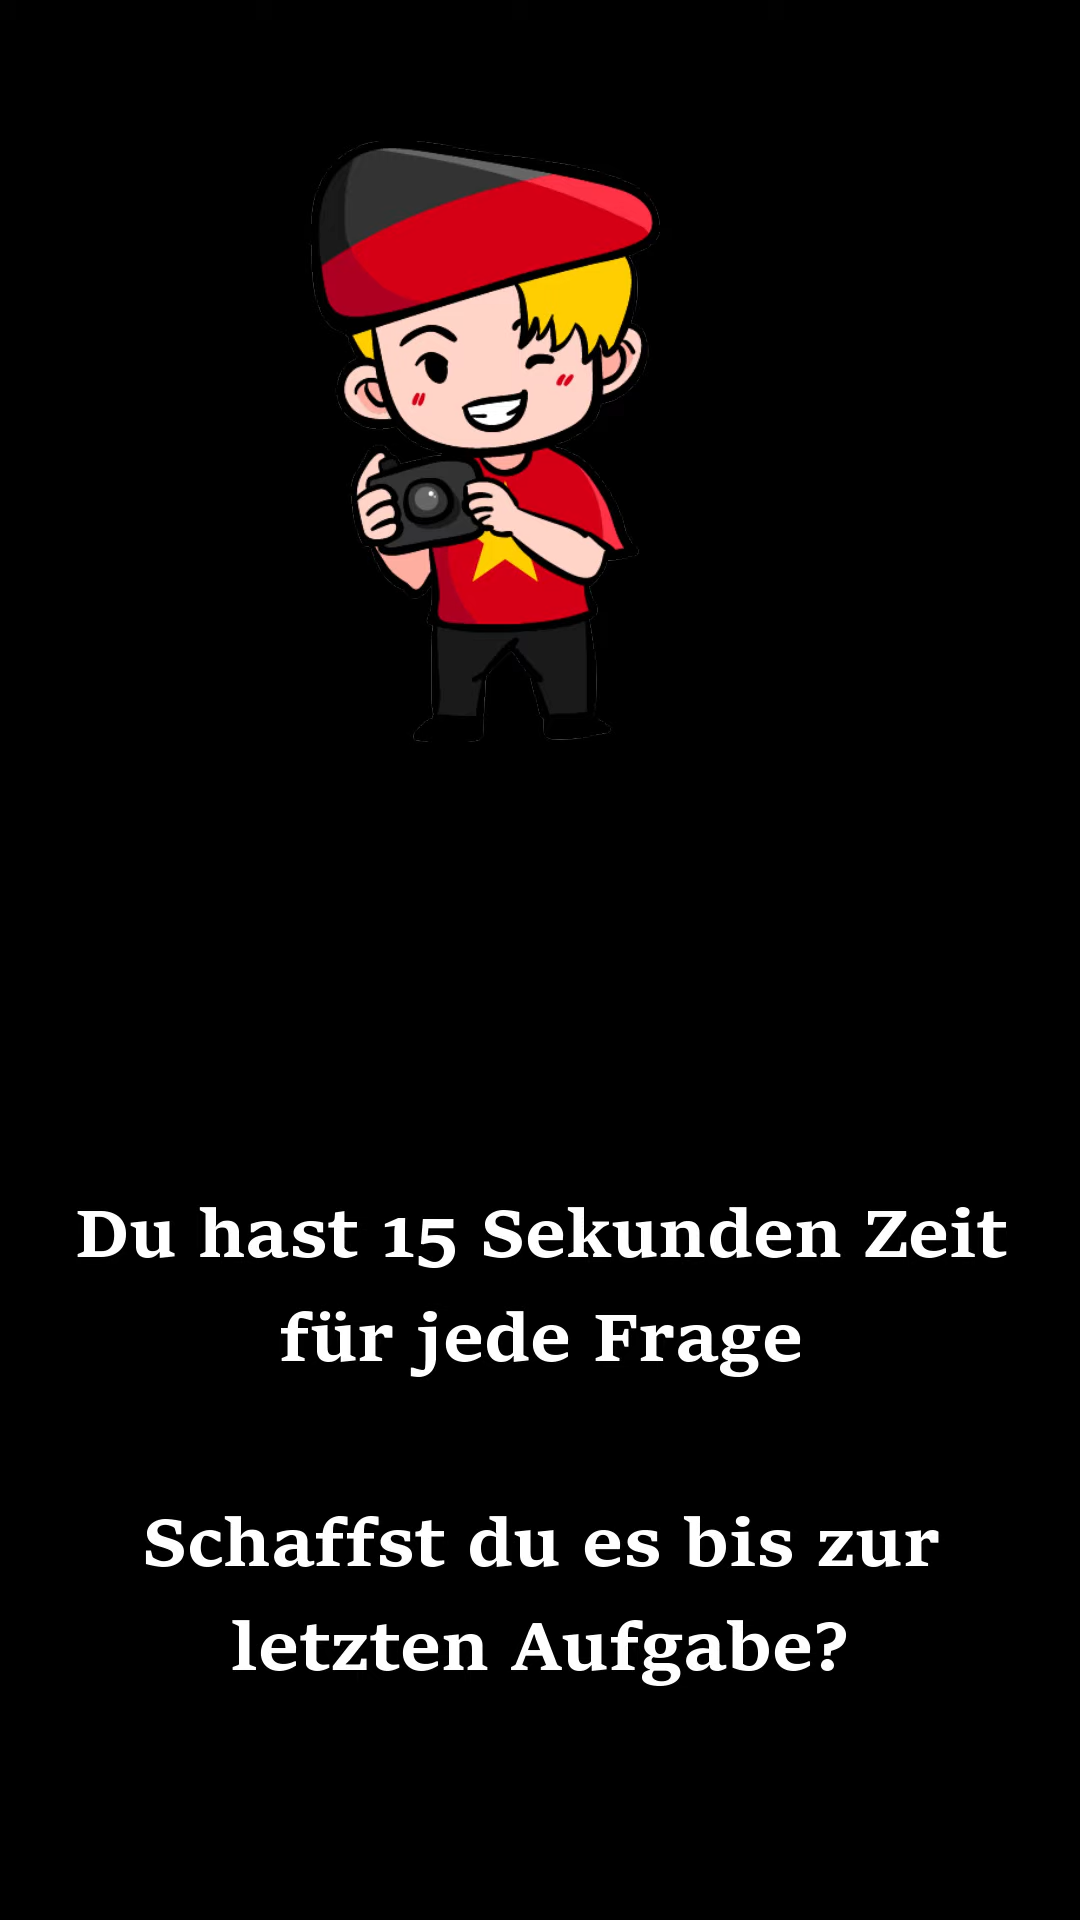 Du hast 15 Sekunden Zeit
für jede Frage
Schaffst du es bis zur
letzten Aufgabe?